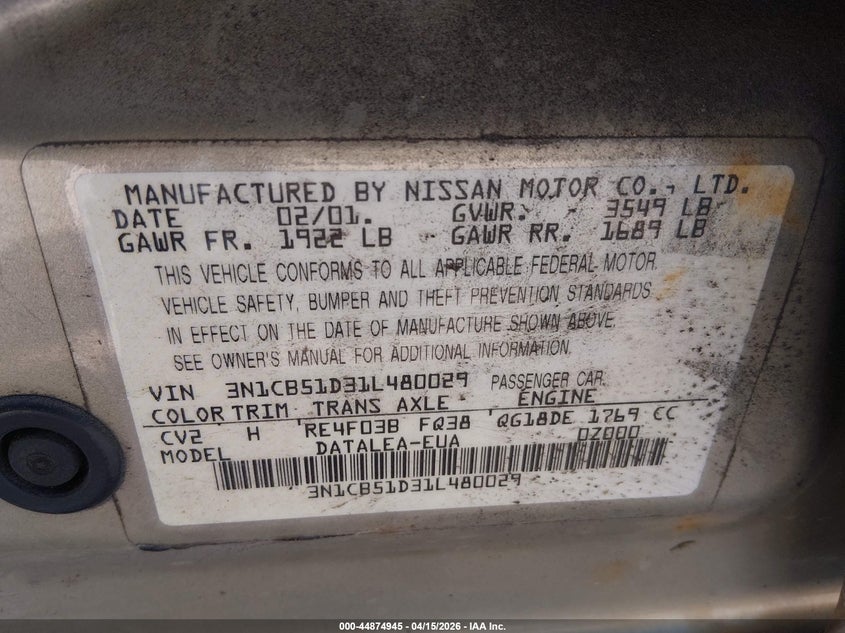 MANUFACTURED BY NISSAN MOTOR CO., LTD.
DATE 02/01. GVWR. 3549 LB
GAWR FR. 1922 LB GAWR RR. 1689 LB
THIS VEHICLE CONFORMS TO ALL APPLICABLE FEDERAL MOTOR
VEHICLE SAFETY, BUMPER AND THEFT PREVENTION STANDARDS
IN EFFECT ON THE DATE OF MANUFACTURE SHOWN ABOVE.
SEE OWNER'S MANUAL FOR ADDITIONAL INFORMATION.
VIN 3N1CB51D31L480029 PASSENGER CAR
COLOR TRIM TRANS AXLE ENGINE
CV2 H RE4F03B FQ38 QG18DE 1769 CC
MODEL DATALEA-EUA 0Z000
3N1CB51D31L480029
000-44874945 - 04/15/2026 - IAA Inc.